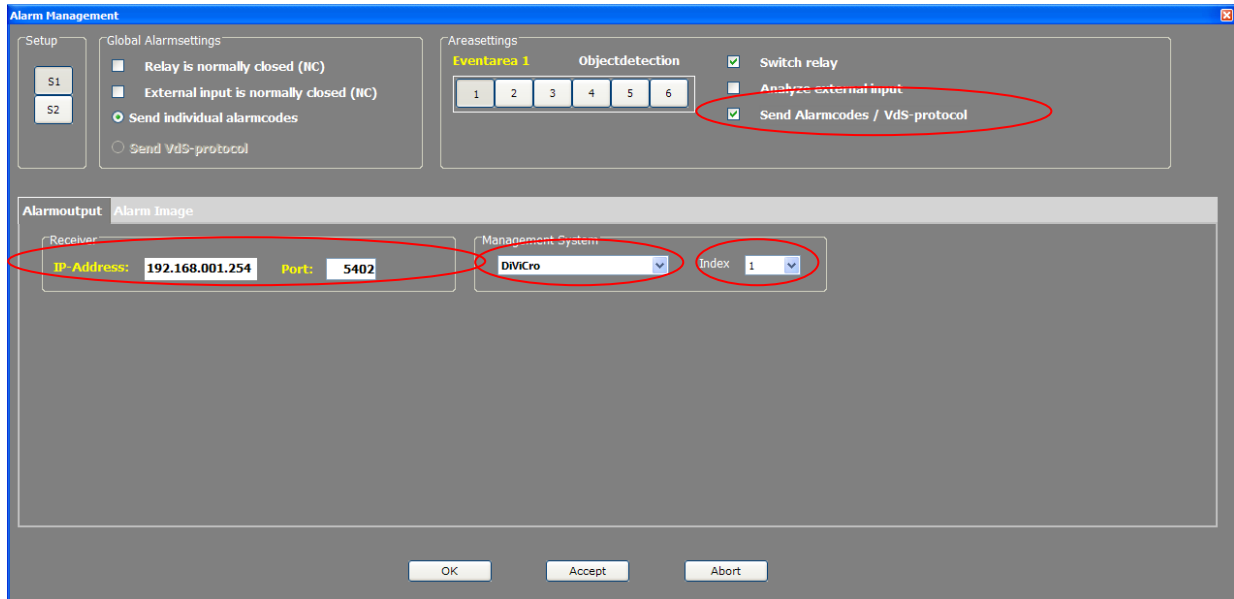 Alarm Management
Setup
S1
S2
Global Alarmsettings
Relay is normally closed (NC)
External input is normally closed (NC)
Send individual alarmcodes
Send VdS-protocol
Areasettings
Eventarea 1 Objectdetection
1 2 3 4 5 6
Switch relay
Analyze external input
Send Alarmcodes / VdS-protocol
Alarmoutput Alarm Image
Receiver
IP-Address: 192.168.001.254 Port: 5402
Management System
DiViCro
Index 1
OK Accept Abort